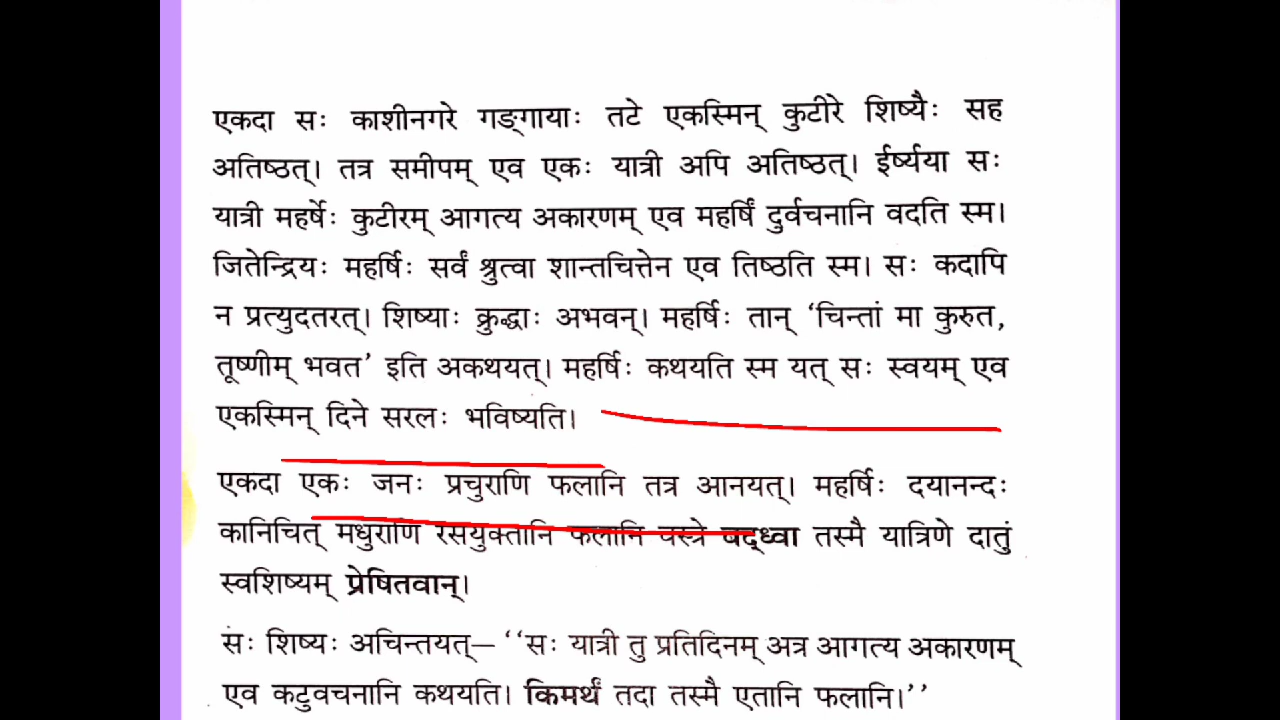 एकदा सः काशीनगरे गङ्गायाः तटे एकस्मिन् कुटीरे शिष्यैः सह
अतिष्ठत्। तत्र समीपम् एव एकः यात्री अपि अतिष्ठत्। ईर्ष्यया सः
यात्री महर्षेः कुटीरम् आगत्य अकारणम् एव महर्षिं दुर्वचनानि वदति स्म।
जितेन्द्रियः महर्षिः सर्वं श्रुत्वा शान्तचित्तेन एव तिष्ठति स्म। सः कदापि
न प्रत्युदतरत्। शिष्याः क्रुद्धाः अभवन्। महर्षिः तान् ‘चिन्तां मा कुरुत,
तूष्णीम् भवत’ इति अकथयत्। महर्षिः कथयति स्म यत् सः स्वयम् एव
एकस्मिन् दिने सरलः भविष्यति।
एकदा एकः जनः प्रचुराणि फलानि तत्र आनयत्। महर्षिः दयानन्दः
कानिचित् मधुराणि रसयुक्तानि फलानि वस्त्रे बद्ध्वा तस्मै यात्रिणे दातुं
स्वशिष्यम् प्रेषितवान्।
सः शिष्यः अचिन्तयत्— ‘‘सः यात्री तु प्रतिदिनम् अत्र आगत्य अकारणम्
एव कटुवचनानि कथयति। किमर्थं तदा तस्मै एतानि फलानि।’’